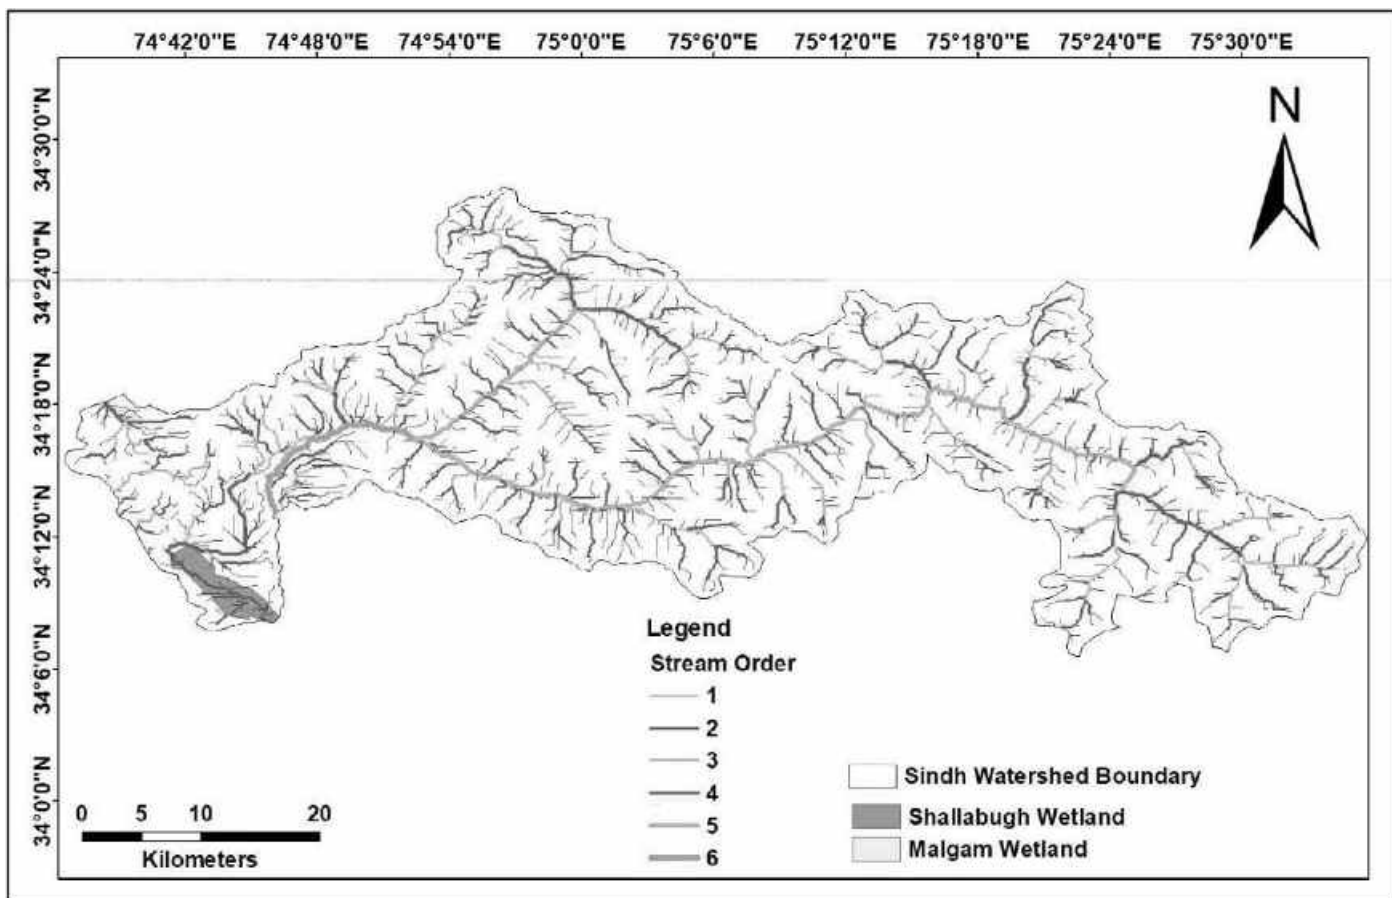 74°42'0"E 74°48'0"E 74°54'0"E 75°0'0"E 75°6'0"E 75°12'0"E 75°18'0"E 75°24'0"E 75°30'0"E
34°30'0"N
34°24'0"N
34°18'0"N
34°12'0"N
34°6'0"N
34°0'0"N
N
Legend
Stream Order
1
2
3
4
5
6
Sindh Watershed Boundary
Shallabugh Wetland
Malgam Wetland
0 5 10 20
Kilometers